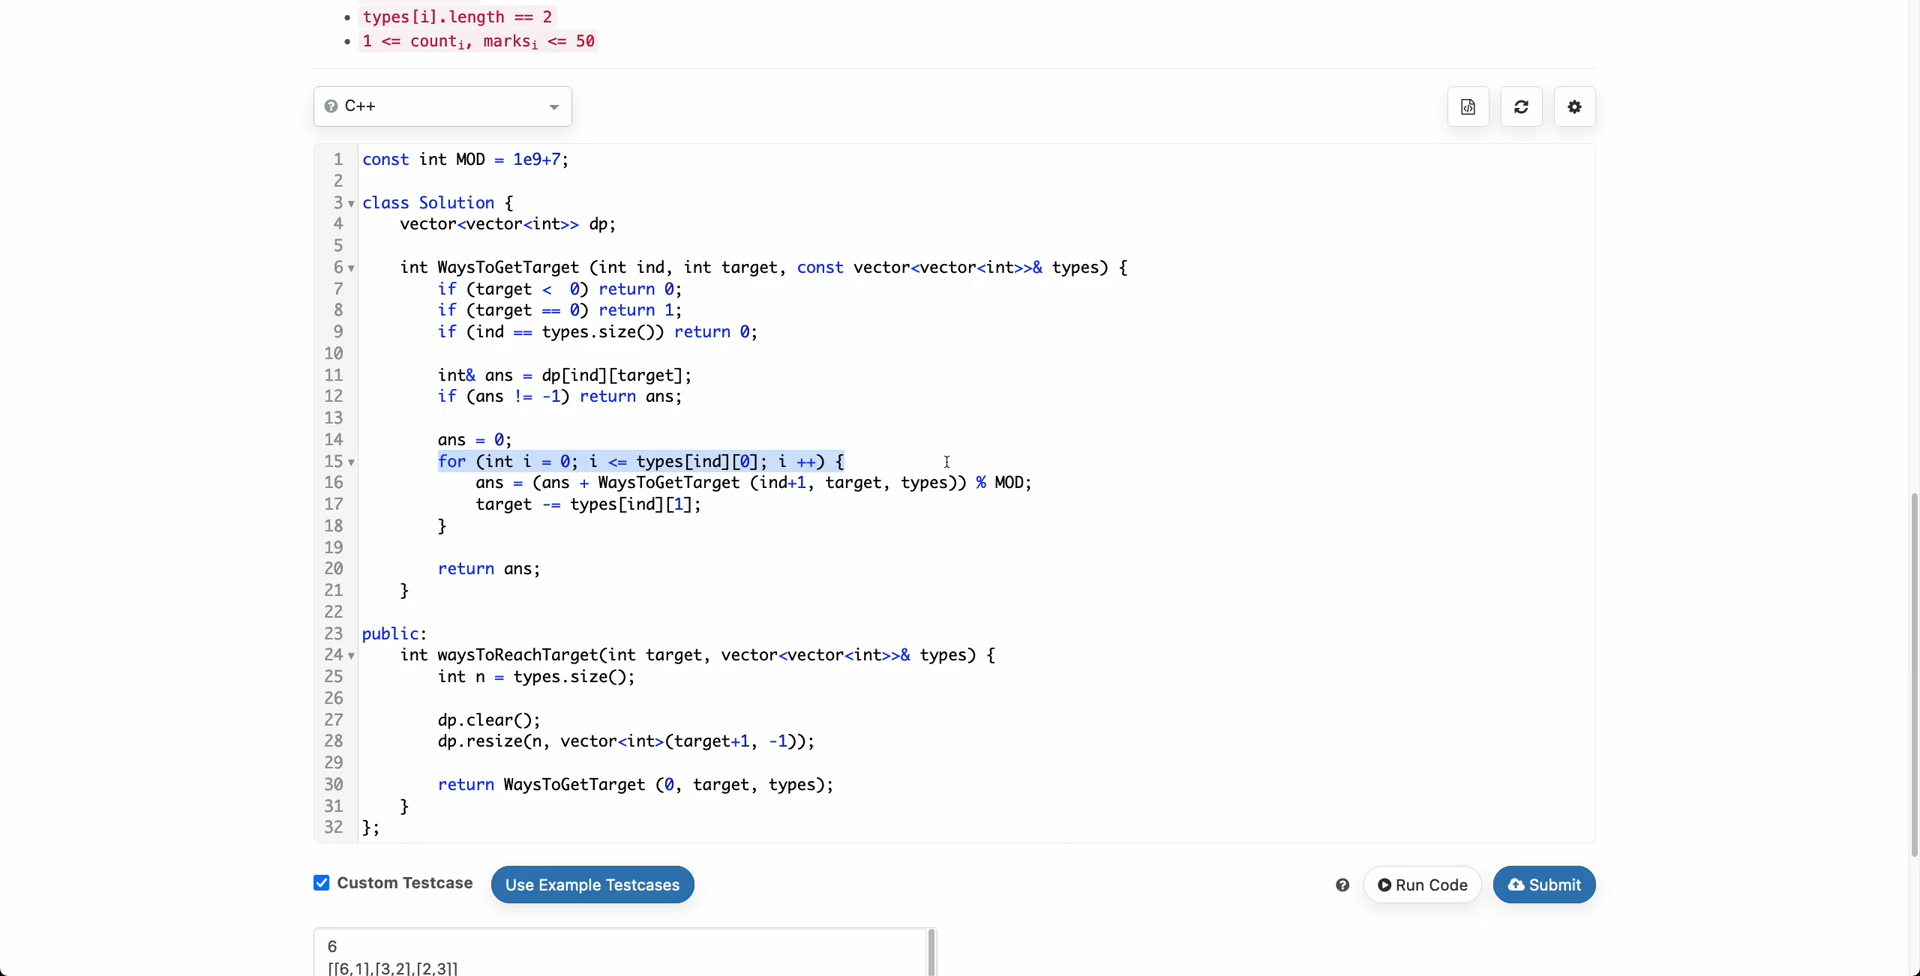 types[i].length == 2
1 <= countᵢ, marksᵢ <= 50
C++
1 const int MOD = 1e9+7;
2
3 class Solution {
4 vector<vector<int>> dp;
5
6 int WaysToGetTarget (int ind, int target, const vector<vector<int>>& types) {
7 if (target <  0) return 0;
8 if (target == 0) return 1;
9 if (ind == types.size()) return 0;
10
11 int& ans = dp[ind][target];
12 if (ans != -1) return ans;
13
14 ans = 0;
15 for (int i = 0; i <= types[ind][0]; i ++) {
16 ans = (ans + WaysToGetTarget (ind+1, target, types)) % MOD;
17 target -= types[ind][1];
18 }
19
20 return ans;
21 }
22
23 public:
24 int waysToReachTarget(int target, vector<vector<int>>& types) {
25 int n = types.size();
26
27 dp.clear();
28 dp.resize(n, vector<int>(target+1, -1));
29
30 return WaysToGetTarget (0, target, types);
31 }
32 };
Custom Testcase Use Example Testcases Run Code Submit
6
[[6,1],[3,2],[2,3]]